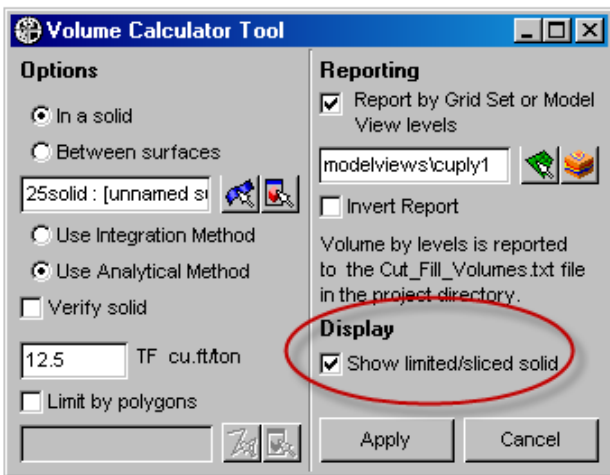 Volume Calculator Tool
Options
In a solid
Between surfaces
25solid : [unnamed su
Use Integration Method
Use Analytical Method
Verify solid
12.5 TF cu.ft/ton
Limit by polygons
Reporting
Report by Grid Set or Model
View levels
modelviews\cuply1
Invert Report
Volume by levels is reported
to the Cut_Fill_Volumes.txt file
in the project directory.
Display
Show limited/sliced solid
Apply
Cancel